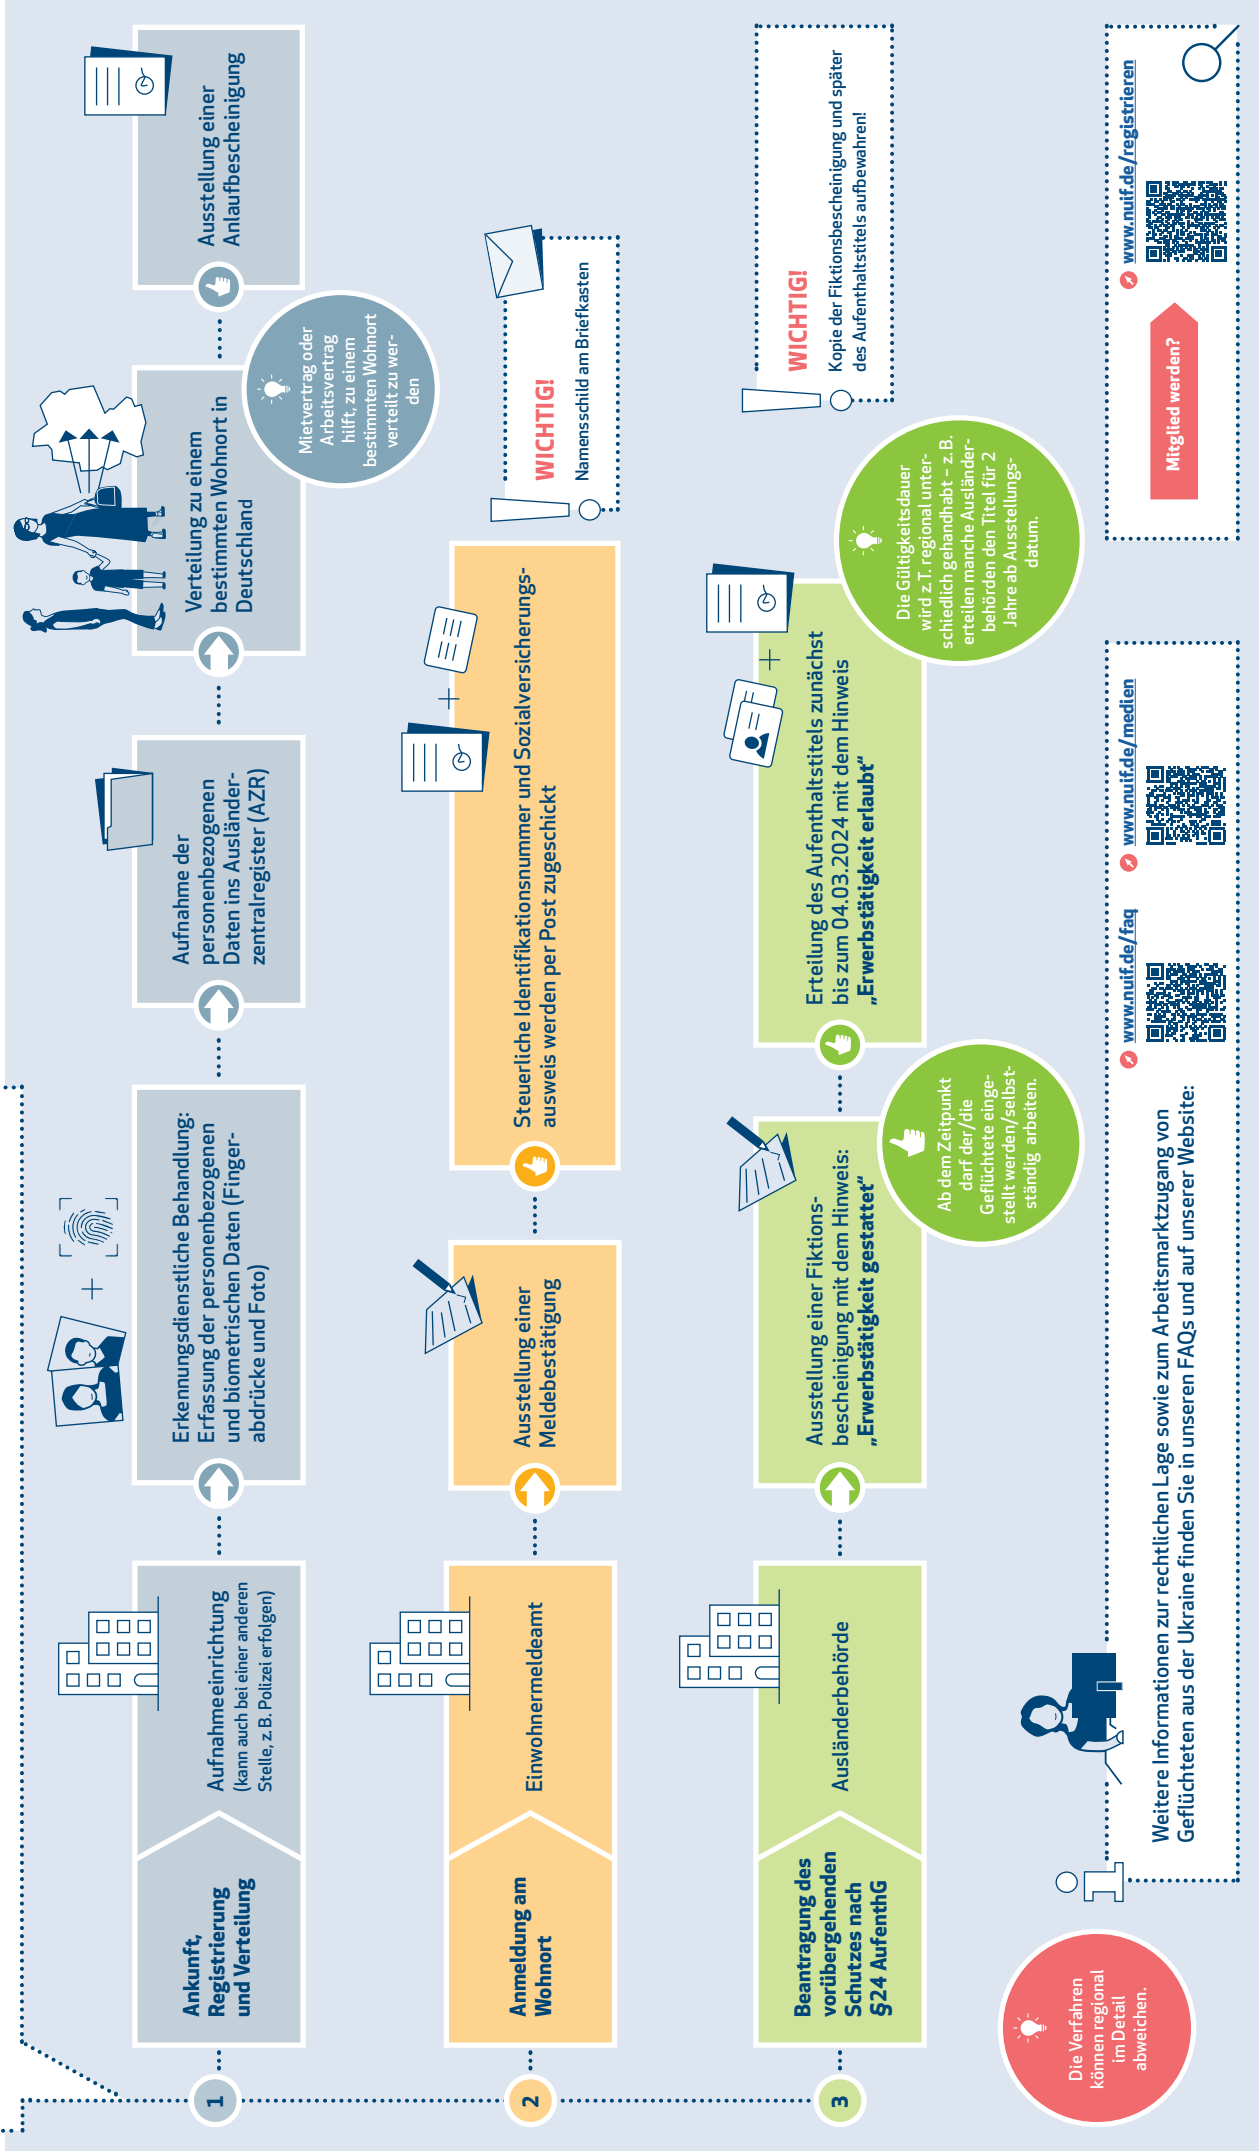 1
Ankunft,
Registrierung
und Verteilung
Aufnahmeeinrichtung
(kann auch bei einer anderen
Stelle, z. B. Polizei erfolgen)
Erkennungsdienstliche Behandlung:
Erfassung der personenbezogenen
und biometrischen Daten (Finger-
abdrücke und Foto)
Aufnahme der
personenbezogenen
Daten ins Auslän­der-
zentralregister (AZR)
Verteilung zu einem
bestimmten Wohnort in
Deutschland
Mietvertrag oder
Arbeitsvertrag
hilft, zu einem
bestimmten Wohnort
verteilt zu wer-
den
Ausstellung einer
Anlaufbescheinigung
2
Anmeldung am
Wohnort
Einwohnermeldeamt
Ausstellung einer
Meldebestätigung
Steuerliche Identifikationsnummer und Sozialversicherungs-
ausweis werden per Post zugeschickt
WICHTIG!
Namensschild am Briefkasten
3
Beantragung des
vorübergehenden
Schutzes nach
§24 AufenthG
Ausländerbehörde
Ausstellung einer Fiktions-
bescheinigung mit dem Hinweis:
„Erwerbstätigkeit gestattet“
Ab dem Zeitpunkt
darf der/die
Geflüchtete einge-
stellt werden/selbst-
ständig arbeiten.
Erteilung des Aufenthaltstitels zunächst
bis zum 04.03.2024 mit dem Hinweis
„Erwerbstätigkeit erlaubt“
Die Gültigkeitsdauer
wird z. T. regional unter-
schiedlich gehandhabt – z. B.
erteilen manche Ausländer-
behörden den Titel für 2
Jahre ab Ausstellungs-
datum.
WICHTIG!
Kopie der Fiktionsbescheinigung und später
des Aufenthaltstitels aufbewahren!
Die Verfahren
können regional
im Detail
abweichen.
Weitere Informationen zur rechtlichen Lage sowie zum Arbeitsmarktzugang von
Geflüchteten aus der Ukraine finden Sie in unseren FAQs und auf unserer Website:
www.nuif.de/faq
www.nuif.de/medien
Mitglied werden?
www.nuif.de/registrieren